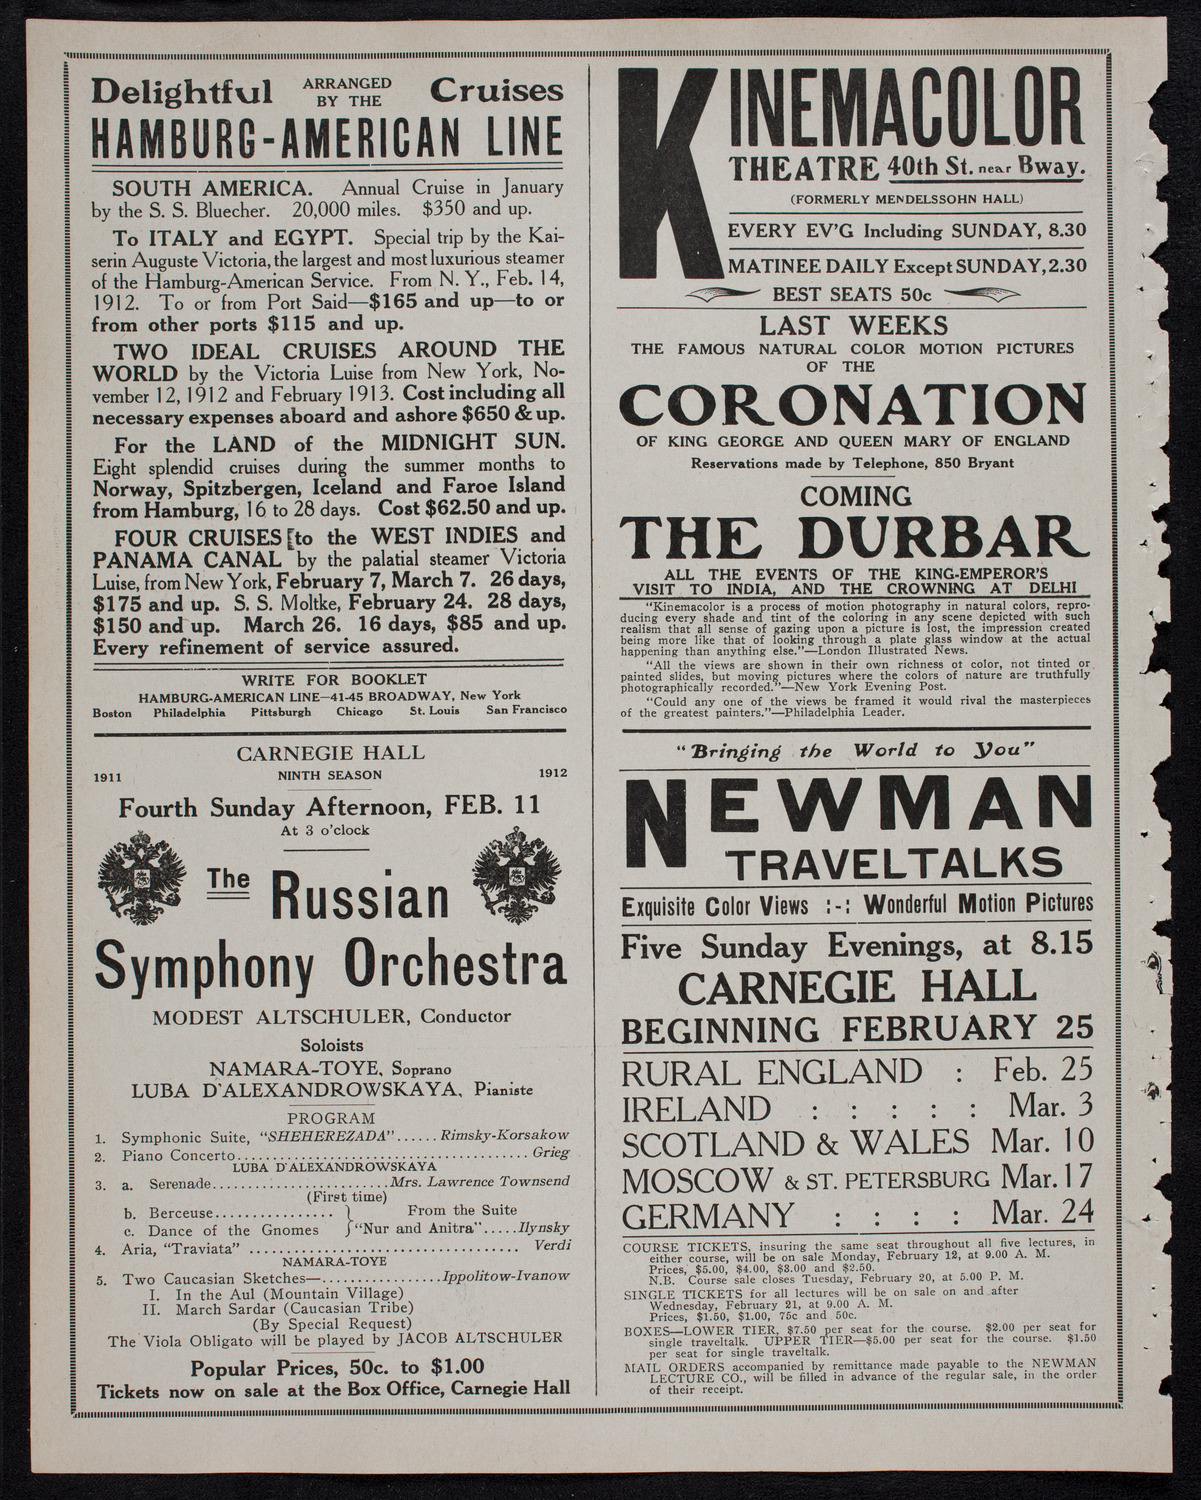 Delightful ARRANGED BY THE Cruises
HAMBURG-AMERICAN LINE
SOUTH AMERICA. Annual Cruise in January
by the S. S. Bluecher. 20,000 miles. $350 and up.
To ITALY and EGYPT. Special trip by the Kai-
serin Auguste Victoria, the largest and most luxurious steamer
of the Hamburg-American Service. From N. Y., Feb. 14,
1912. To or from Port Said—$165 and up—to or
from other ports $115 and up.
TWO IDEAL CRUISES AROUND THE
WORLD by the Victoria Luise from New York, No-
vember 12, 1912 and February 1913. Cost including all
necessary expenses aboard and ashore $650 & up.
For the LAND of the MIDNIGHT SUN.
Eight splendid cruises during the summer months to
Norway, Spitzbergen, Iceland and Faroe Island
from Hamburg, 16 to 28 days. Cost $62.50 and up.
FOUR CRUISES [to the WEST INDIES and
PANAMA CANAL by the palatial steamer Victoria
Luise, from New York, February 7, March 7. 26 days,
$175 and up. S. S. Moltke, February 24. 28 days,
$150 and up. March 26. 16 days, $85 and up.
Every refinement of service assured.
WRITE FOR BOOKLET
HAMBURG-AMERICAN LINE—41-45 BROADWAY, New York
Boston Philadelphia Pittsburgh Chicago St. Louis San Francisco
CARNEGIE HALL
1911 NINTH SEASON 1912
Fourth Sunday Afternoon, FEB. 11
At 3 o'clock
The Russian
Symphony Orchestra
MODEST ALTSCHULER, Conductor
Soloists
NAMARA-TOYE, Soprano
LUBA D'ALEXANDROWSKAYA, Pianiste
PROGRAM
1. Symphonic Suite, "SHEHEREZADA"......Rimsky-Korsakow
2. Piano Concerto....................................Grieg
LUBA D'ALEXANDROWSKAYA
3. a. Serenade......................Mrs. Lawrence Townsend
(First time)
b. Berceuse................ } From the Suite
c. Dance of the Gnomes } "Nur and Anitra".....Ilynsky
4. Aria, "Traviata" .................................. Verdi
NAMARA-TOYE
5. Two Caucasian Sketches—.................Ippolitow-Ivanow
I. In the Aul (Mountain Village)
II. March Sardar (Caucasian Tribe)
(By Special Request)
The Viola Obligato will be played by JACOB ALTSCHULER
Popular Prices, 50c. to $1.00
Tickets now on sale at the Box Office, Carnegie Hall
KINEMACOLOR
THEATRE 40th St. near Bway.
(FORMERLY MENDELSSOHN HALL)
EVERY EV'G Including SUNDAY, 8.30
MATINEE DAILY Except SUNDAY, 2.30
BEST SEATS 50c
LAST WEEKS
THE FAMOUS NATURAL COLOR MOTION PICTURES
OF THE
CORONATION
OF KING GEORGE AND QUEEN MARY OF ENGLAND
Reservations made by Telephone, 850 Bryant
COMING
THE DURBAR
ALL THE EVENTS OF THE KING-EMPEROR'S
VISIT TO INDIA, AND THE CROWNING AT DELHI
"Kinemacolor is a process of motion photography in natural colors, repro-
ducing every shade and tint of the coloring in any scene depicted with such
realism that all sense of gazing upon a picture is lost, the impression created
being more like that of looking through a plate glass window at the actual
happening than anything else."—London Illustrated News.
"All the views are shown in their own richness of color, not tinted or
painted slides, but moving pictures where the colors of nature are truthfully
photographically recorded."—New York Evening Post.
"Could any one of the views be framed it would rival the masterpieces
of the greatest painters."—Philadelphia Leader.
"Bringing the World to You"
NEWMAN
TRAVELTALKS
Exquisite Color Views :-: Wonderful Motion Pictures
Five Sunday Evenings, at 8.15
CARNEGIE HALL
BEGINNING FEBRUARY 25
RURAL ENGLAND : Feb. 25
IRELAND : : : : : Mar. 3
SCOTLAND & WALES Mar. 10
MOSCOW & ST. PETERSBURG Mar. 17
GERMANY : : : : Mar. 24
COURSE TICKETS, insuring the same seat throughout all five lectures, in
either course, will be on sale Monday, February 12, at 9.00 A. M.
Prices, $5.00, $4.00, $3.00 and $2.50.
N.B. Course sale closes Tuesday, February 20, at 5.00 P. M.
SINGLE TICKETS for all lectures will be on sale on and after
Wednesday, February 21, at 9.00 A. M.
Prices, $1.50, $1.00, 75c and 50c.
BOXES—LOWER TIER, $7.50 per seat for the course. $2.00 per seat for
single traveltalk. UPPER TIER—$5.00 per seat for the course. $1.50
per seat for single traveltalk.
MAIL ORDERS accompanied by remittance made payable to the NEWMAN
LECTURE CO., will be filled in advance of the regular sale, in the order
of their receipt.